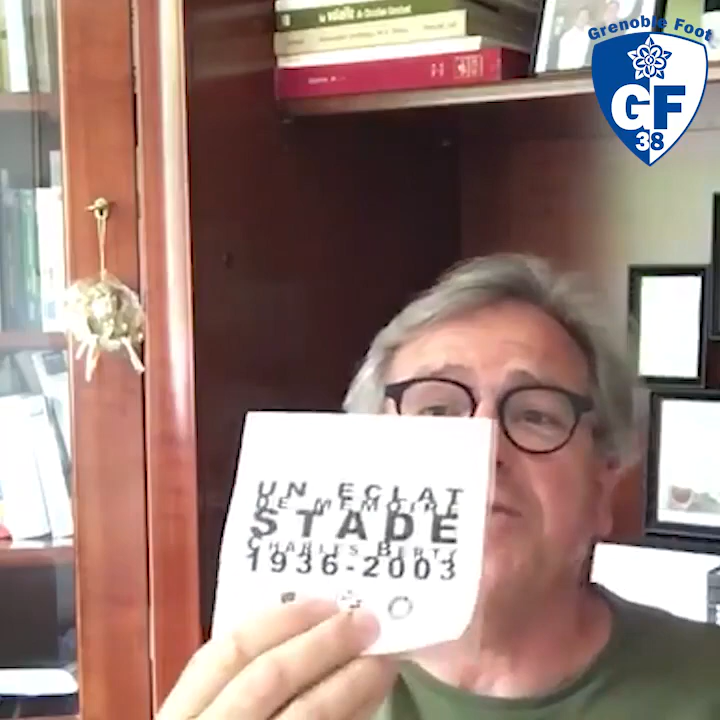 Grenoble Foot
GF
38
UN ECLAT
DE MEMOIRE
STADE
CHARLES BERTY
1936-2003